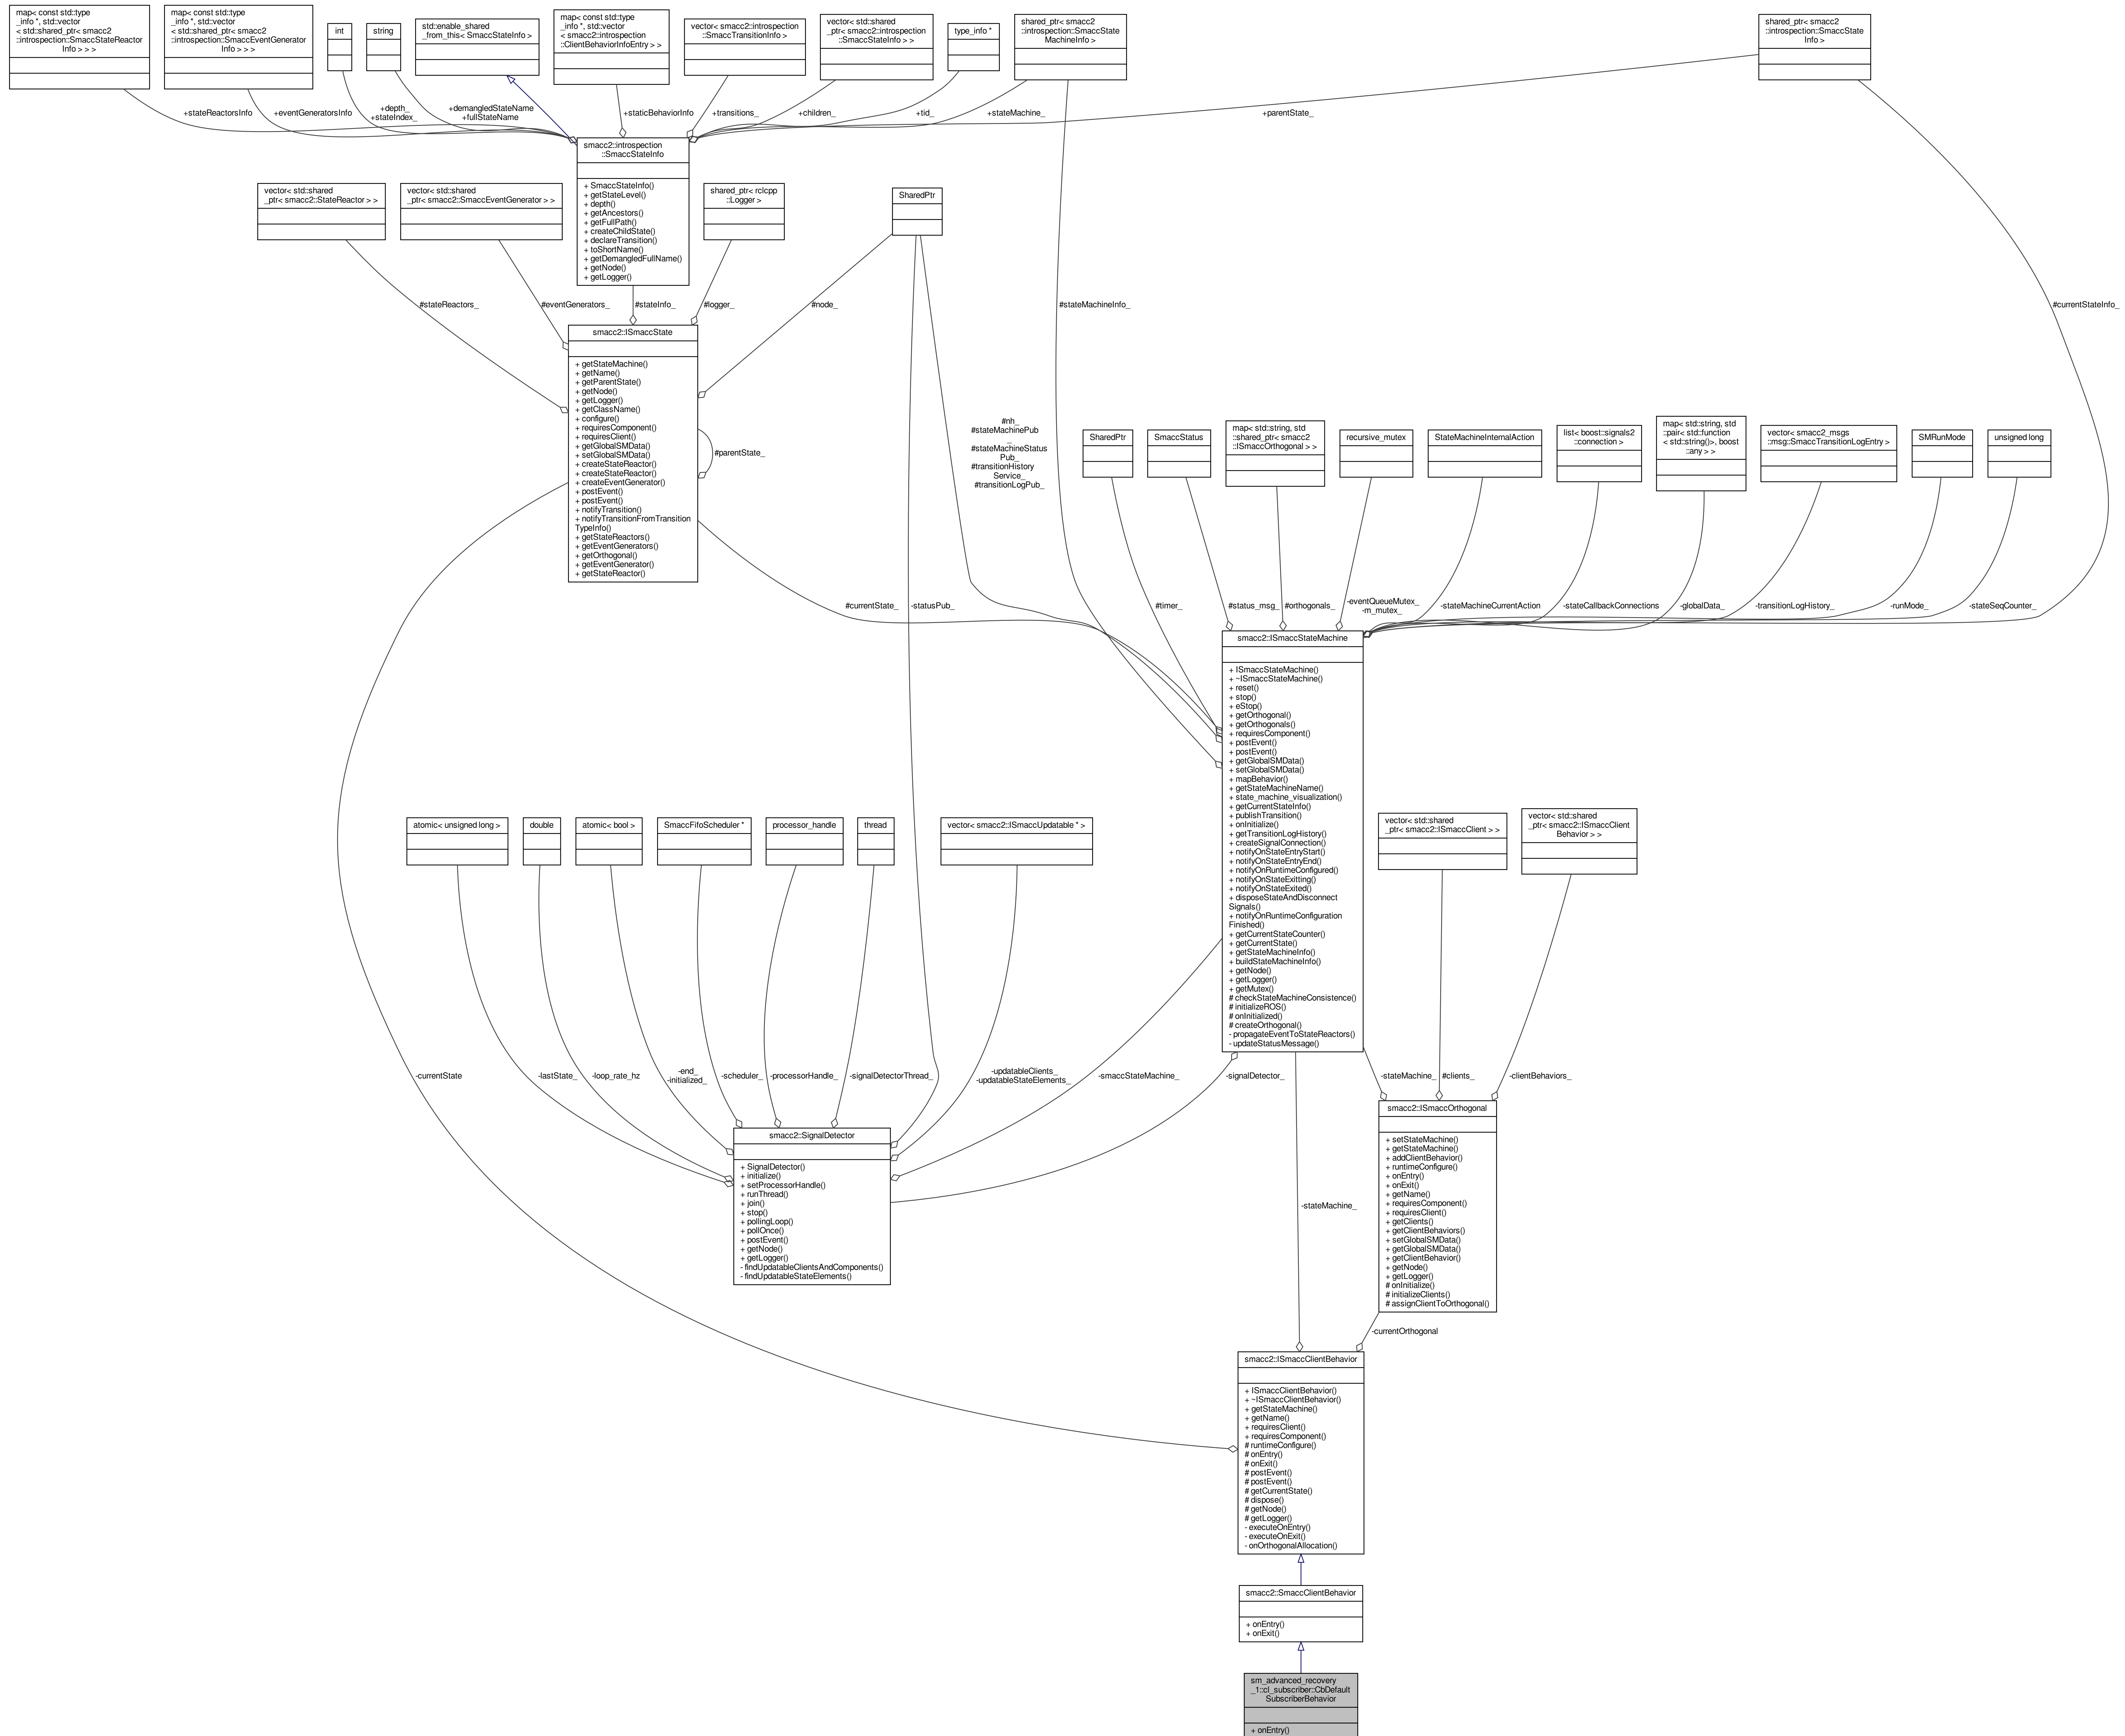 map< const std::type
_info *, std::vector
< std::shared_ptr< smacc2
::introspection::SmaccStateReactor
Info > > >
map< const std::type
_info *, std::vector
< std::shared_ptr< smacc2
::introspection::SmaccEventGenerator
Info > > >
int
string
std::enable_shared
_from_this< SmaccStateInfo >
map< const std::type
_info *, std::vector
< smacc2::introspection
::ClientBehaviorInfoEntry > >
vector< smacc2::introspection
::SmaccTransitionInfo >
vector< std::shared
_ptr< smacc2::introspection
::SmaccStateInfo > >
type_info *
shared_ptr< smacc2
::introspection::SmaccState
MachineInfo >
shared_ptr< smacc2
::introspection::SmaccState
Info >
+stateReactorsInfo
+eventGeneratorsInfo
+depth_
+stateIndex_
+demangledStateName
+fullStateName
+staticBehaviorInfo
+transitions_
+children_
+tid_
+stateMachine_
+parentState_
smacc2::introspection
::SmaccStateInfo
+ SmaccStateInfo()
+ getStateLevel()
+ depth()
+ getAncestors()
+ getFullPath()
+ createChildState()
+ declareTransition()
+ toShortName()
+ getDemangledFullName()
+ getNode()
+ getLogger()
vector< std::shared
_ptr< smacc2::StateReactor > >
vector< std::shared
_ptr< smacc2::SmaccEventGenerator > >
shared_ptr< rclcpp
::Logger >
SharedPtr
#stateReactors_
#eventGenerators_
#stateInfo_
#logger_
#node_
#stateMachineInfo_
#currentStateInfo_
smacc2::ISmaccState
+ getStateMachine()
+ getName()
+ getParentState()
+ getNode()
+ getLogger()
+ getClassName()
+ configure()
+ requiresComponent()
+ requiresClient()
+ getGlobalSMData()
+ setGlobalSMData()
+ createStateReactor()
+ createStateReactor()
+ createEventGenerator()
+ postEvent()
+ postEvent()
+ notifyTransition()
+ notifyTransitionFromTransition
TypeInfo()
+ getStateReactors()
+ getEventGenerators()
+ getOrthogonal()
+ getEventGenerator()
+ getStateReactor()
#parentState_
#nh_
#stateMachinePub
_
#stateMachineStatus
Pub_
#transitionHistory
Service_
#transitionLogPub_
SharedPtr
SmaccStatus
map< std::string, std
::shared_ptr< smacc2
::ISmaccOrthogonal > >
recursive_mutex
StateMachineInternalAction
list< boost::signals2
::connection >
map< std::string, std
::pair< std::function
< std::string()>, boost
::any > >
vector< smacc2_msgs
::msg::SmaccTransitionLogEntry >
SMRunMode
unsigned long
#currentState_
-statusPub_
#timer_
#status_msg_
#orthogonals_
-eventQueueMutex_
-m_mutex_
-stateMachineCurrentAction
-stateCallbackConnections
-globalData_
-transitionLogHistory_
-runMode_
-stateSeqCounter_
smacc2::ISmaccStateMachine
+ ISmaccStateMachine()
+ ~ISmaccStateMachine()
+ reset()
+ stop()
+ eStop()
+ getOrthogonal()
+ getOrthogonals()
+ requiresComponent()
+ postEvent()
+ postEvent()
+ getGlobalSMData()
+ setGlobalSMData()
+ mapBehavior()
+ getStateMachineName()
+ state_machine_visualization()
+ getCurrentStateInfo()
+ publishTransition()
+ onInitialize()
+ getTransitionLogHistory()
+ createSignalConnection()
+ notifyOnStateEntryStart()
+ notifyOnStateEntryEnd()
+ notifyOnRuntimeConfigured()
+ notifyOnStateExitting()
+ notifyOnStateExited()
+ disposeStateAndDisconnect
Signals()
+ notifyOnRuntimeConfiguration
Finished()
+ getCurrentStateCounter()
+ getCurrentState()
+ getStateMachineInfo()
+ buildStateMachineInfo()
+ getNode()
+ getLogger()
+ getMutex()
# checkStateMachineConsistence()
# initializeROS()
# onInitialized()
# createOrthogonal()
- propagateEventToStateReactors()
- updateStatusMessage()
atomic< unsigned long >
double
atomic< bool >
SmaccFifoScheduler *
processor_handle
thread
vector< smacc2::ISmaccUpdatable * >
vector< std::shared
_ptr< smacc2::ISmaccClient > >
vector< std::shared
_ptr< smacc2::ISmaccClient
Behavior > >
-currentState
-lastState_
-loop_rate_hz
-end_
-initialized_
-scheduler_
-processorHandle_
-signalDetectorThread_
-updatableClients_
-updatableStateElements_
-smaccStateMachine_
-signalDetector_
-stateMachine_
#clients_
-clientBehaviors_
smacc2::SignalDetector
+ SignalDetector()
+ initialize()
+ setProcessorHandle()
+ runThread()
+ join()
+ stop()
+ pollingLoop()
+ pollOnce()
+ postEvent()
+ getNode()
+ getLogger()
- findUpdatableClientsAndComponents()
- findUpdatableStateElements()
smacc2::ISmaccOrthogonal
+ setStateMachine()
+ getStateMachine()
+ addClientBehavior()
+ runtimeConfigure()
+ onEntry()
+ onExit()
+ getName()
+ requiresComponent()
+ requiresClient()
+ getClients()
+ getClientBehaviors()
+ setGlobalSMData()
+ getGlobalSMData()
+ getClientBehavior()
+ getNode()
+ getLogger()
# onInitialize()
# initializeClients()
# assignClientToOrthogonal()
-stateMachine_
-currentOrthogonal
smacc2::ISmaccClientBehavior
+ ISmaccClientBehavior()
+ ~ISmaccClientBehavior()
+ getStateMachine()
+ getName()
+ requiresClient()
+ requiresComponent()
# runtimeConfigure()
# onEntry()
# onExit()
# postEvent()
# postEvent()
# getCurrentState()
# dispose()
# getNode()
# getLogger()
- executeOnEntry()
- executeOnExit()
- onOrthogonalAllocation()
smacc2::SmaccClientBehavior
+ onEntry()
+ onExit()
sm_advanced_recovery
_1::cl_subscriber::CbDefault
SubscriberBehavior
+ onEntry()